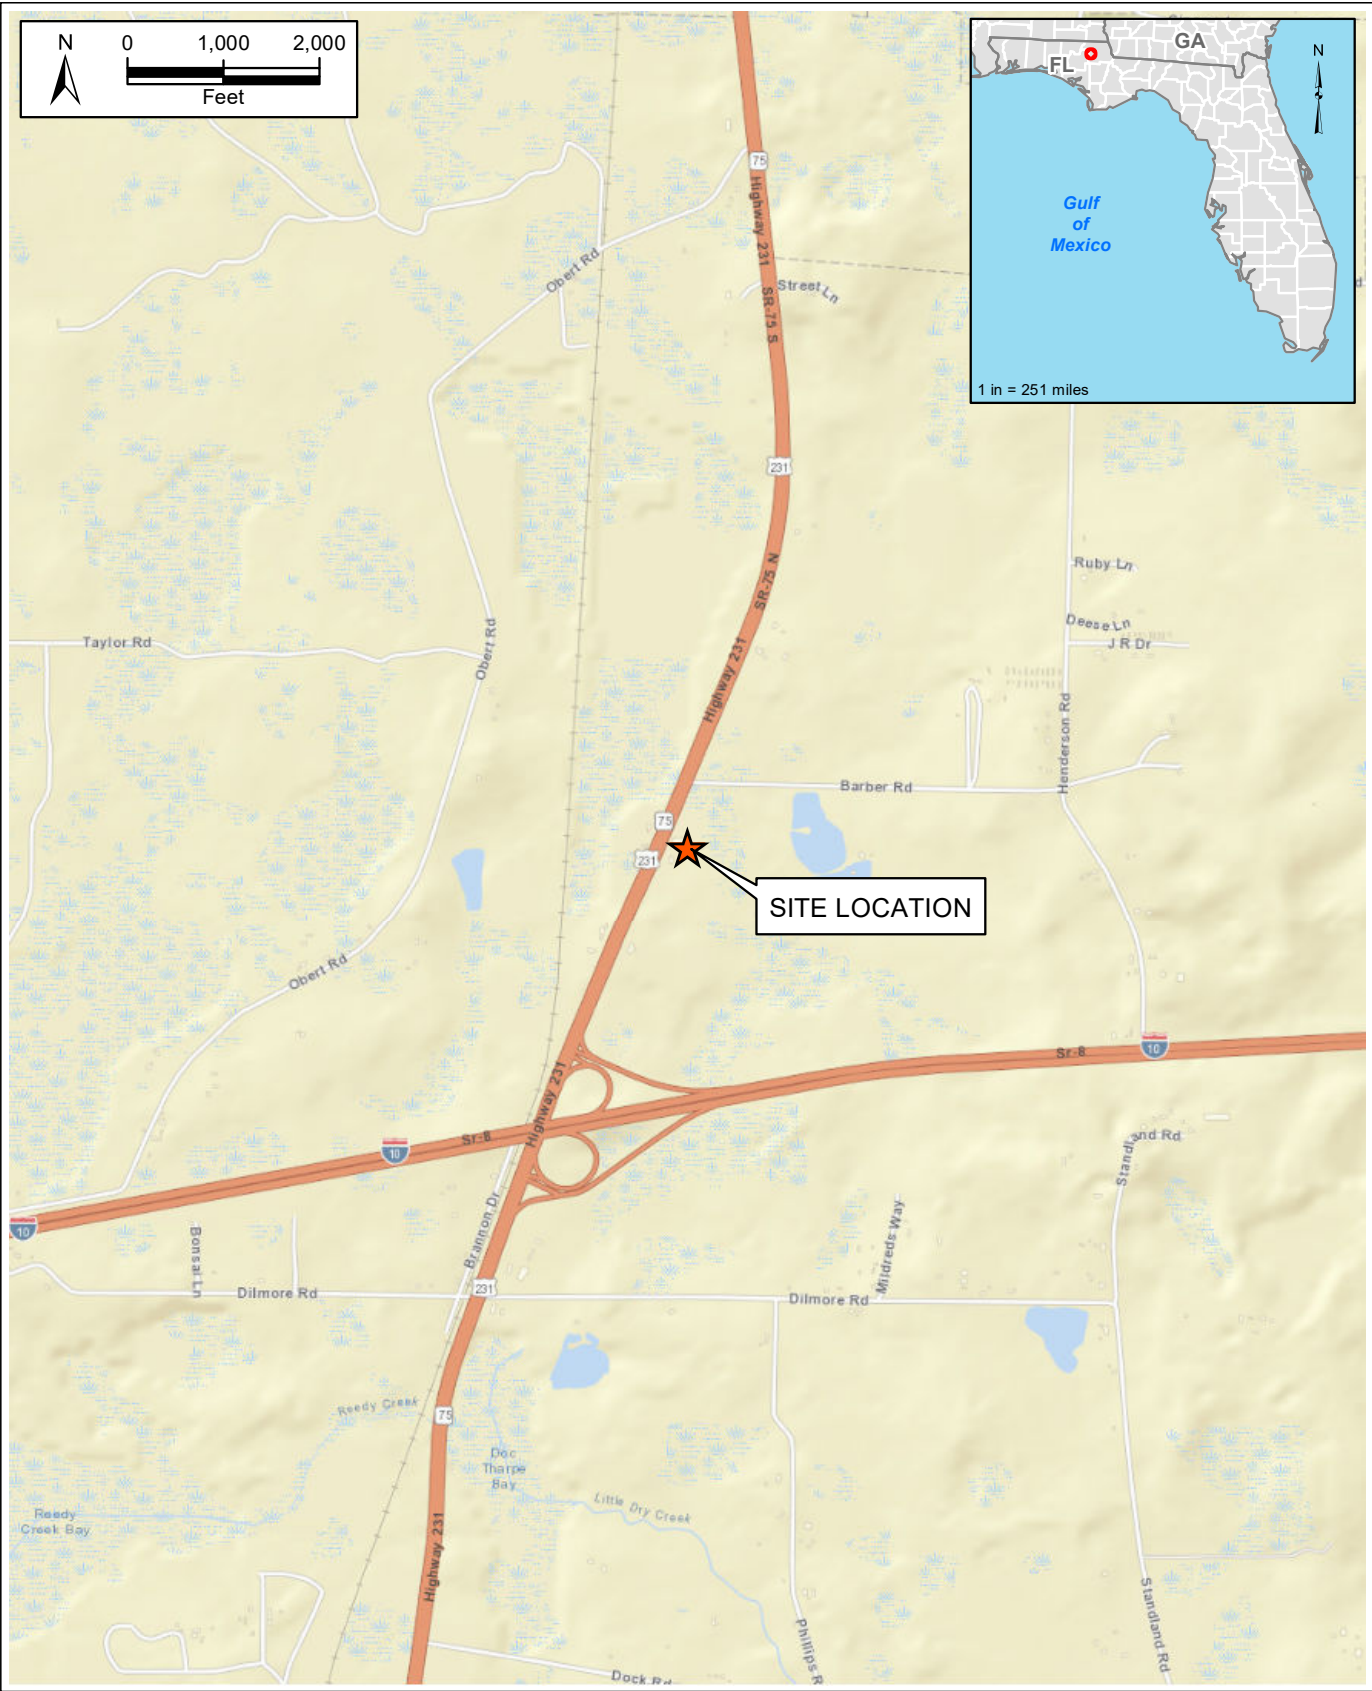 N
0 1,000 2,000
Feet
GA
FL
N
Gulf
of
Mexico
1 in = 251 miles
75
Highway 231
SR-75 S
Obert Rd
Street Ln
231
SR-75 N
Ruby Ln
Deese Ln
J R Dr
Taylor Rd
Obert Rd
Highway 231
Henderson Rd
Barber Rd
75
231
SITE LOCATION
Obert Rd
Sr-8
10
Highway 231
Sr-8
10
10
Standland Rd
Brannon Dr
Bonsai Ln
Mildreds Way
Dilmore Rd
231
Dilmore Rd
Reedy Creek
75
Doc
Tharpe
Bay
Little Dry Creek
Reedy
Creek Bay
Highway 231
Standland Rd
Phillips R
Dock Rd